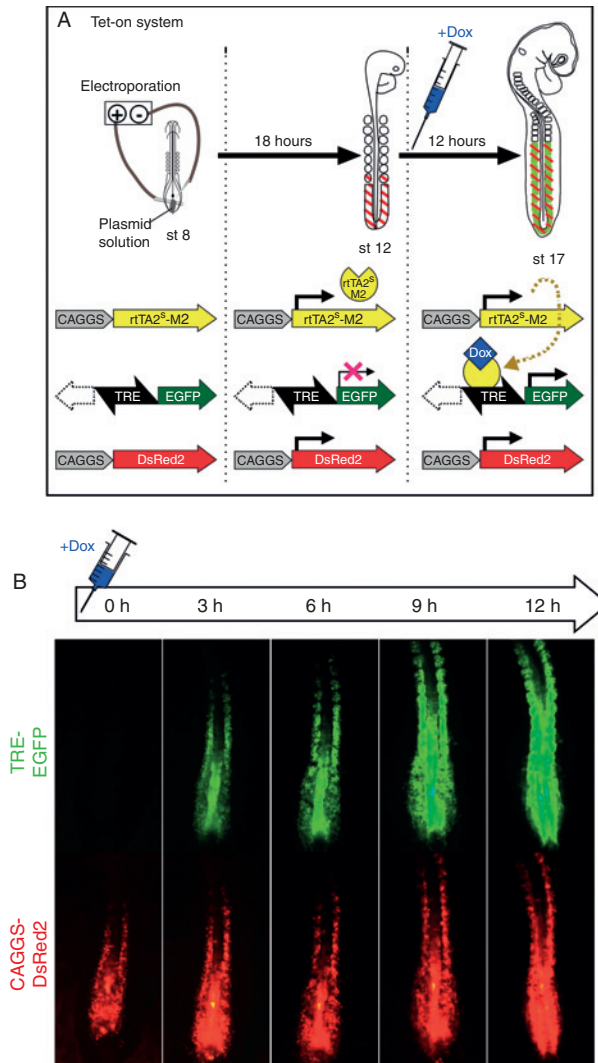 A
Tet-on system
Electroporation
+ -
Plasmid
solution
st 8
18 hours
st 12
+Dox
12 hours
st 17
CAGGS rtTA2ˢ-M2
TRE EGFP
CAGGS DsRed2
rtTA2ˢ
M2
CAGGS rtTA2ˢ-M2
TRE EGFP
CAGGS DsRed2
CAGGS rtTA2ˢ-M2
Dox
TRE EGFP
CAGGS DsRed2
+Dox
B
0 h 3 h 6 h 9 h 12 h
TRE-
EGFP
CAGGS-
DsRed2